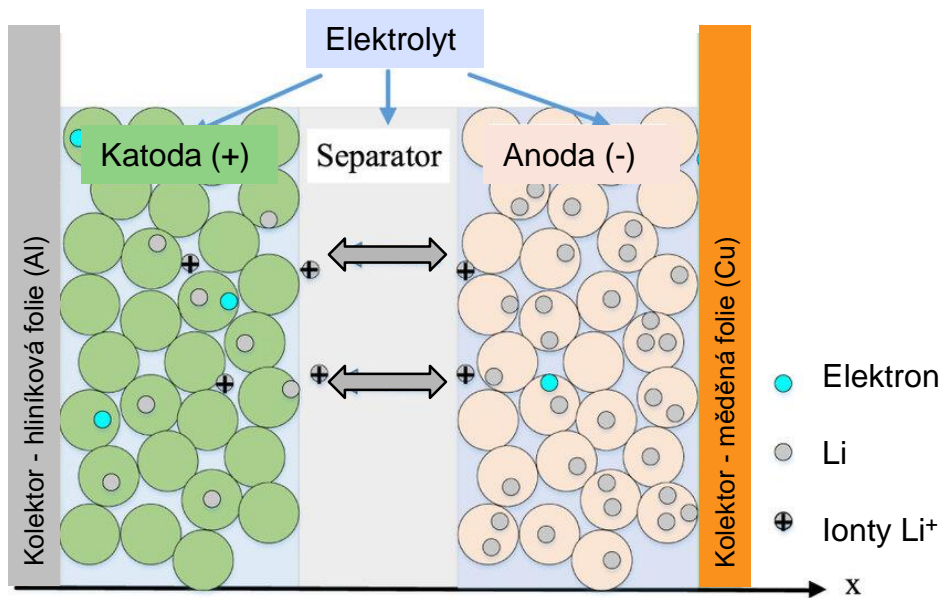 Elektrolyt
Katoda (+)
Separator
Anoda (-)
Kolektor - hliníková folie (Al)
Kolektor - měděná folie (Cu)
Elektron
Li
Ionty Li⁺
x